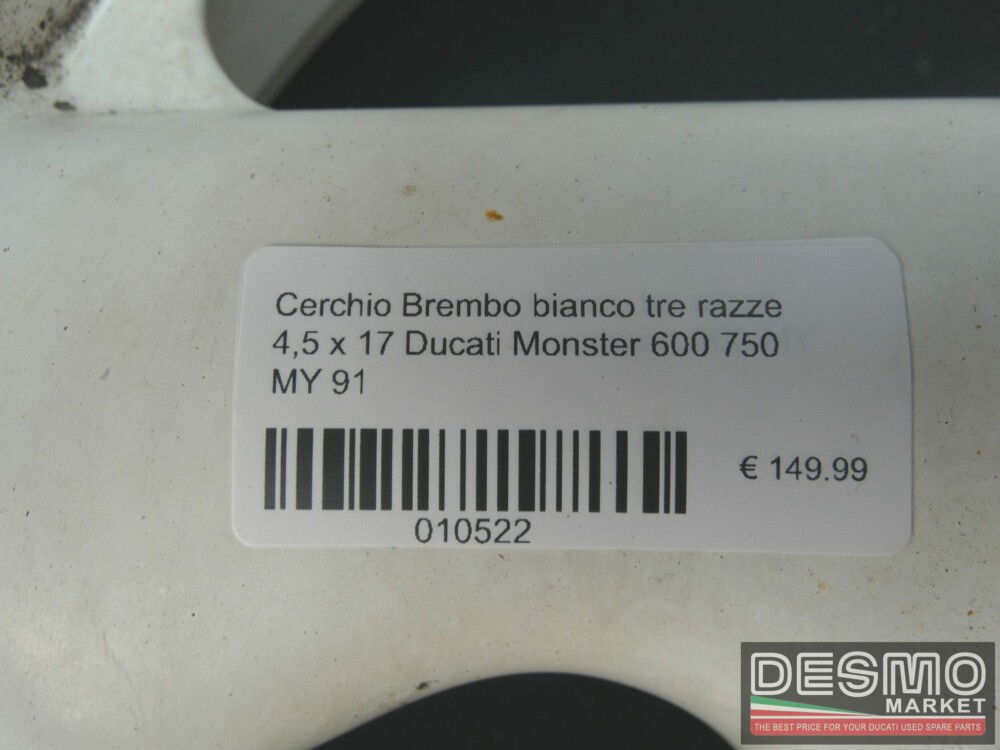 Cerchio Brembo bianco tre razze
4,5 x 17 Ducati Monster 600 750
MY 91
€ 149.99
010522
DESMO
MARKET
THE BEST PRICE FOR YOUR DUCATI USED SPARE PARTS